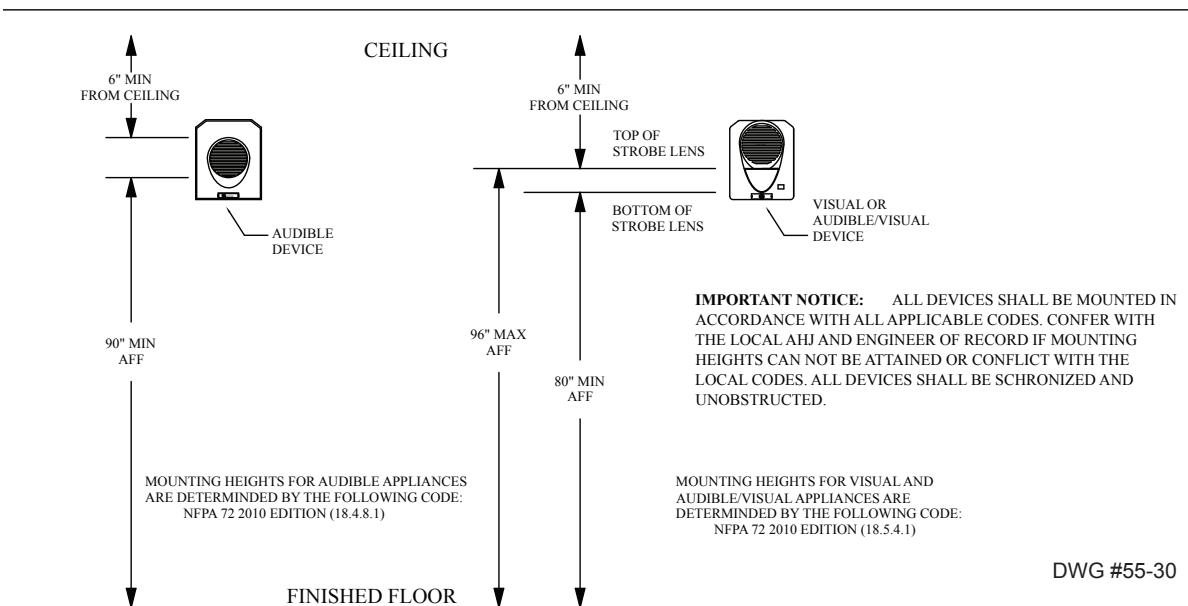 CEILING
6" MIN
FROM CEILING
AUDIBLE
DEVICE
90" MIN
AFF
MOUNTING HEIGHTS FOR AUDIBLE APPLIANCES
ARE DETERMINDED BY THE FOLLOWING CODE:
NFPA 72 2010 EDITION (18.4.8.1)
6" MIN
FROM CEILING
TOP OF
STROBE LENS
BOTTOM OF
STROBE LENS
VISUAL OR
AUDIBLE/VISUAL
DEVICE
96" MAX
AFF
80" MIN
AFF
IMPORTANT NOTICE: ALL DEVICES SHALL BE MOUNTED IN
ACCORDANCE WITH ALL APPLICABLE CODES. CONFER WITH
THE LOCAL AHJ AND ENGINEER OF RECORD IF MOUNTING
HEIGHTS CAN NOT BE ATTAINED OR CONFLICT WITH THE
LOCAL CODES. ALL DEVICES SHALL BE SCHRONIZED AND
UNOBSTRUCTED.
MOUNTING HEIGHTS FOR VISUAL AND
AUDIBLE/VISUAL APPLIANCES ARE
DETERMINDED BY THE FOLLOWING CODE:
NFPA 72 2010 EDITION (18.5.4.1)
DWG #55-30
FINISHED FLOOR